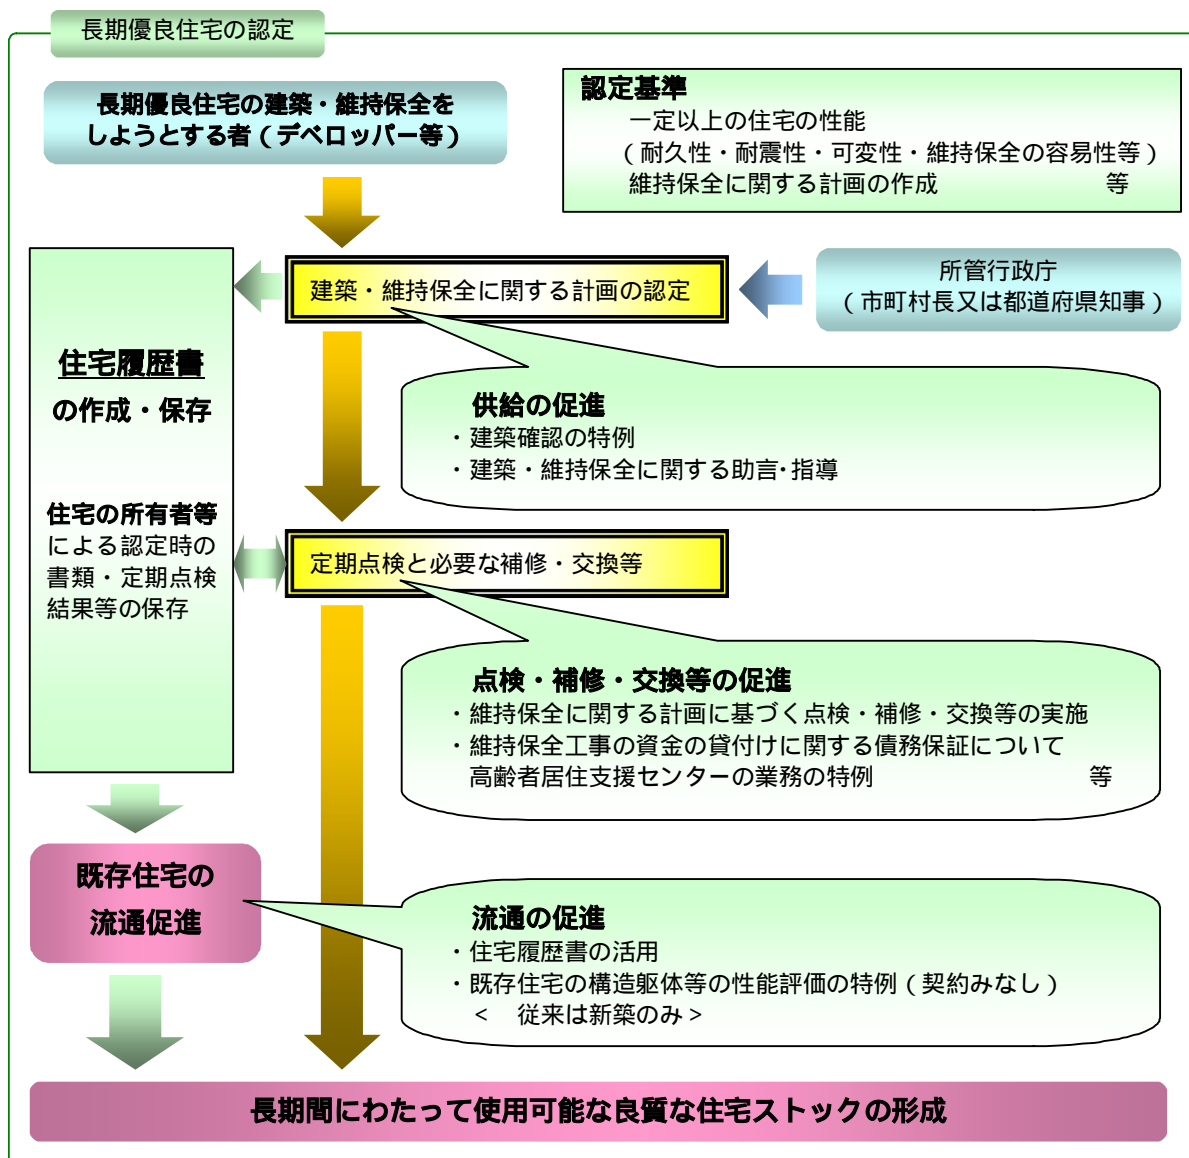 長期優良住宅の認定
長期優良住宅の建築・維持保全を
しようとする者(デベロッパー等)
認定基準
一定以上の住宅の性能
(耐久性・耐震性・可変性・維持保全の容易性等)
維持保全に関する計画の作成 等
建築・維持保全に関する計画の認定
所管行政庁
(市町村長又は都道府県知事)
住宅履歴書
の作成・保存
住宅の所有者等
による認定時の
書類・定期点検
結果等の保存
供給の促進
・建築確認の特例
・建築・維持保全に関する助言・指導
定期点検と必要な補修・交換等
点検・補修・交換等の促進
・維持保全に関する計画に基づく点検・補修・交換等の実施
・維持保全工事の資金の貸付けに関する債務保証について
高齢者居住支援センターの業務の特例 等
既存住宅の
流通促進
流通の促進
・住宅履歴書の活用
・既存住宅の構造躯体等の性能評価の特例(契約みなし)
< 従来は新築のみ>
長期間にわたって使用可能な良質な住宅ストックの形成